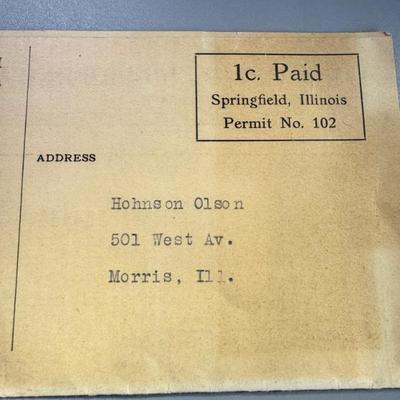 1c. Paid
Springfield, Illinois
Permit No. 102
ADDRESS
Hohnson Olson
501 West Av.
Morris, Ill.